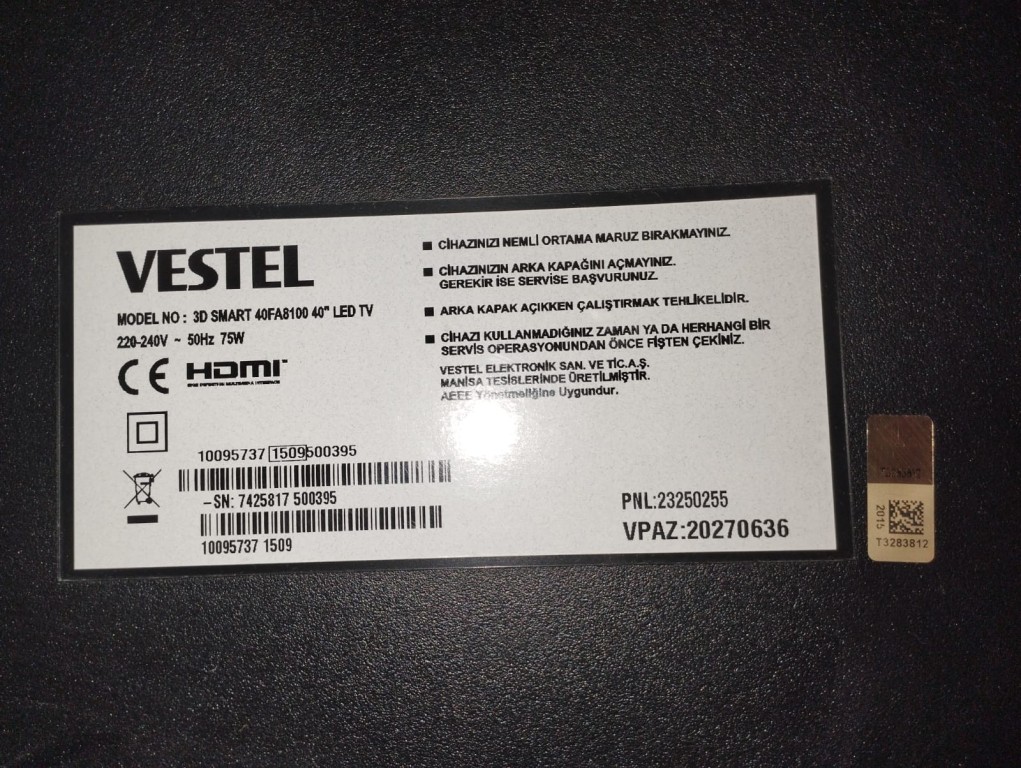 VESTEL
MODEL NO : 3D SMART 40FA8100 40" LED TV
220-240V ~ 50Hz 75W
CE HDMI
10095737 1509500395
-SN: 7425817 500395
10095737 1509
■ CİHAZINIZI NEMLİ ORTAMA MARUZ BIRAKMAYINIZ.
■ CİHAZINIZIN ARKA KAPAĞINI AÇMAYINIZ.
GEREKİR İSE SERVİSE BAŞVURUNUZ.
■ ARKA KAPAK AÇIKKEN ÇALIŞTIRMAK TEHLİKELİDİR.
■ CİHAZI KULLANMADIĞINIZ ZAMAN YA DA HERHANGİ BİR
SERVİS OPERASYONUNDAN ÖNCE FİŞTEN ÇEKİNİZ.
VESTEL ELEKTRONİK SAN. VE TİC.A.Ş.
MANİSA TESİSLERİNDE ÜRETİLMİŞTİR.
AEEE Yönetmeliğine Uygundur.
PNL:23250255
VPAZ:20270636
2015
T3283812